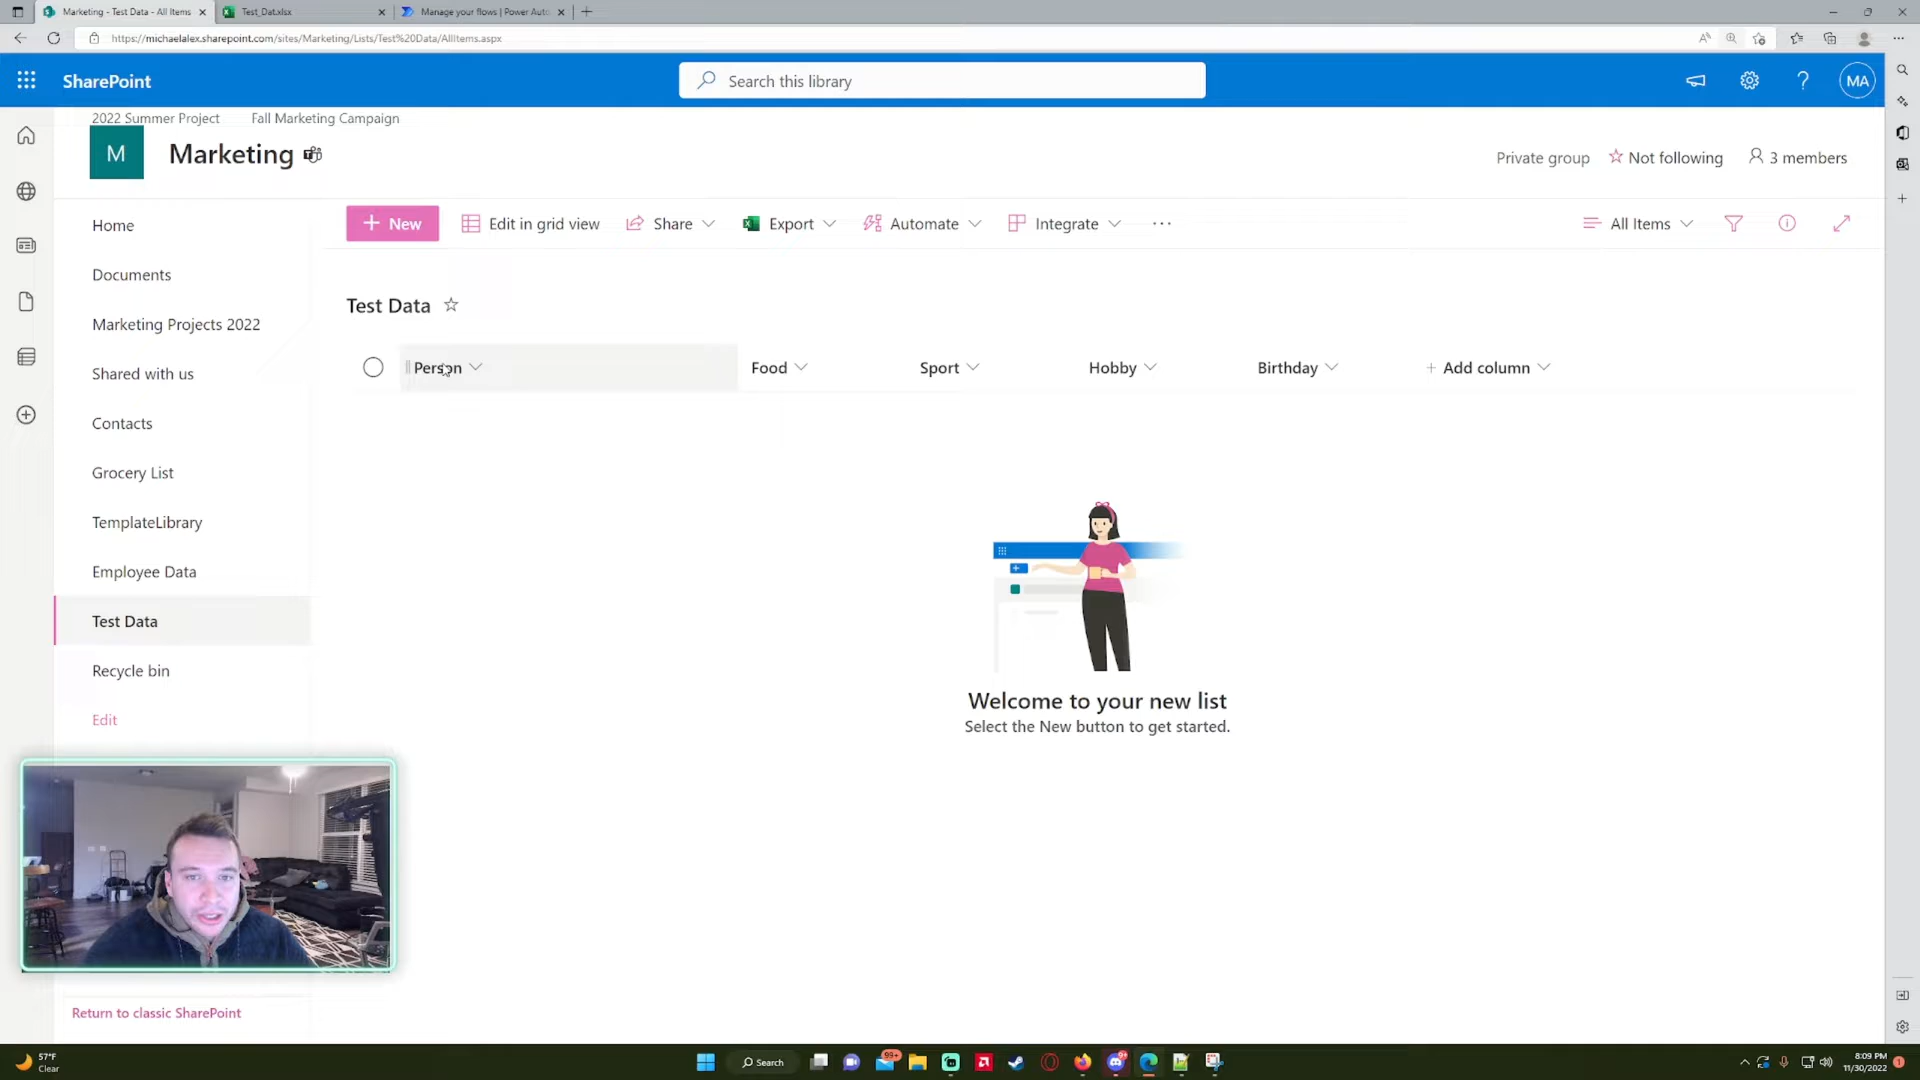 Marketing - Test Data - All Items
Test_Dat.xlsx
Manage your flows | Power Aut
https://michaelalex.sharepoint.com/sites/Marketing/Lists/Test%20Data/AllItems.aspx
SharePoint
Search this library
MA
2022 Summer Project
Fall Marketing Campaign
M
Marketing
Private group
Not following
3 members
Home
Documents
Marketing Projects 2022
Shared with us
Contacts
Grocery List
TemplateLibrary
Employee Data
Test Data
Recycle bin
Edit
Return to classic SharePoint
+ New
Edit in grid view
Share
Export
Automate
Integrate
All Items
Test Data
Person
Food
Sport
Hobby
Birthday
+ Add column
Welcome to your new list
Select the New button to get started.
57°F
Clear
Search
99+
8:09 PM
11/30/2022
1